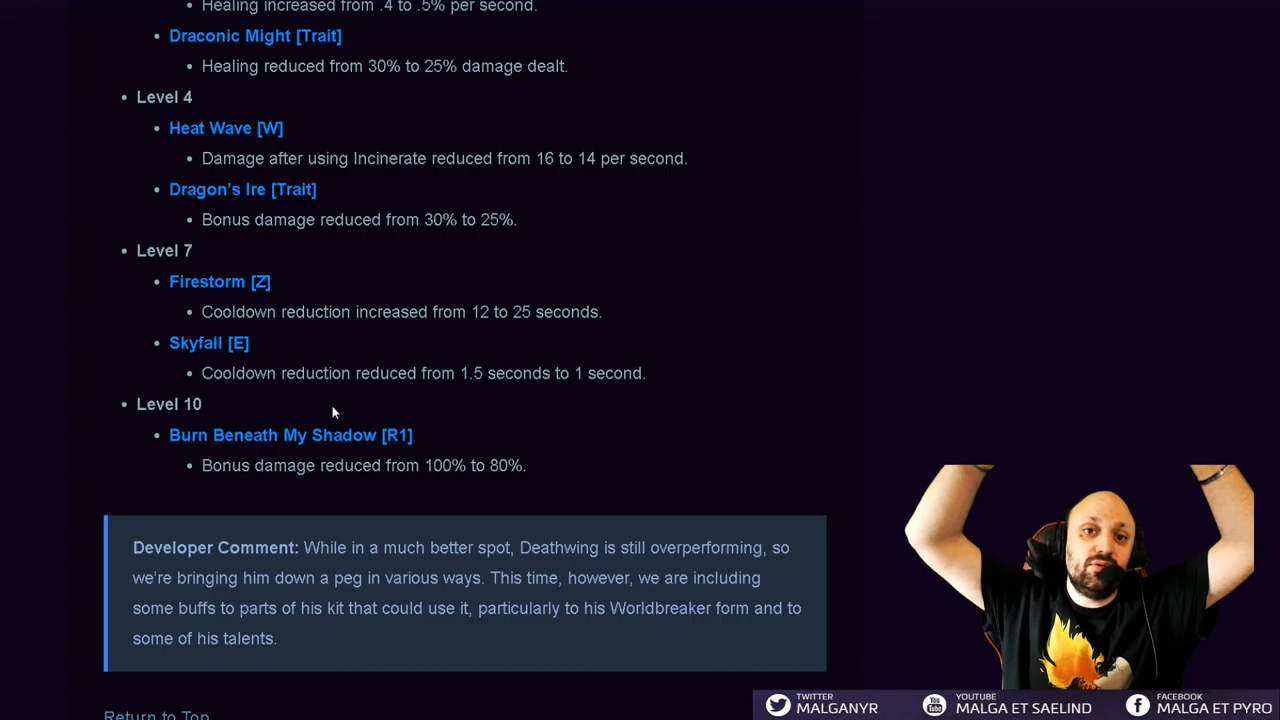 Healing increased from .4 to .5% per second.
Draconic Might [Trait]
Healing reduced from 30% to 25% damage dealt.
Level 4
Heat Wave [W]
Damage after using Incinerate reduced from 16 to 14 per second.
Dragon's Ire [Trait]
Bonus damage reduced from 30% to 25%.
Level 7
Firestorm [Z]
Cooldown reduction increased from 12 to 25 seconds.
Skyfall [E]
Cooldown reduction reduced from 1.5 seconds to 1 second.
Level 10
Burn Beneath My Shadow [R1]
Bonus damage reduced from 100% to 80%.
Developer Comment: While in a much better spot, Deathwing is still overperforming, so
we're bringing him down a peg in various ways. This time, however, we are including
some buffs to parts of his kit that could use it, particularly to his Worldbreaker form and to
some of his talents.
Return to Top
TWITTER
MALGANYR
YOUTUBE
MALGA ET SAELIND
FACEBOOK
MALGA ET PYRO